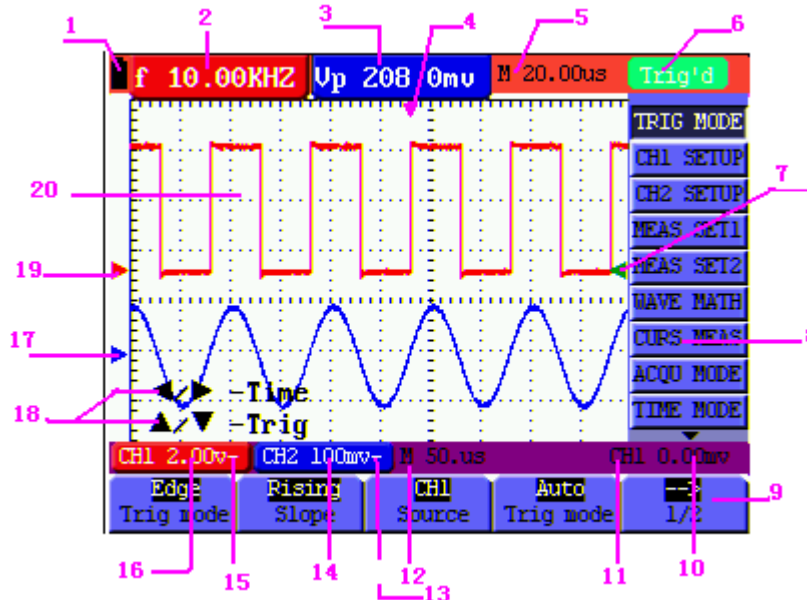 1 2 3 4 5 6
f 10.00KHZ Vp 208 0mv M 20.00us Trig'd
TRIG MODE
CH1 SETUP
7
CH2 SETUP
20
MEAS SET1
19
MEAS SET2
WAVE MATH
17
CURS MEAS
8
ACQU MODE
18
◀/▶ -Time
TIME MODE
▲/▼ -Trig
CH1 2.00v- CH2 100mv- M 50.us CH1 0.00mv
Edge Rising CH1 Auto -->
9
Trig mode Slope Source Trig mode 1/2
16 15 14 12 13 11 10